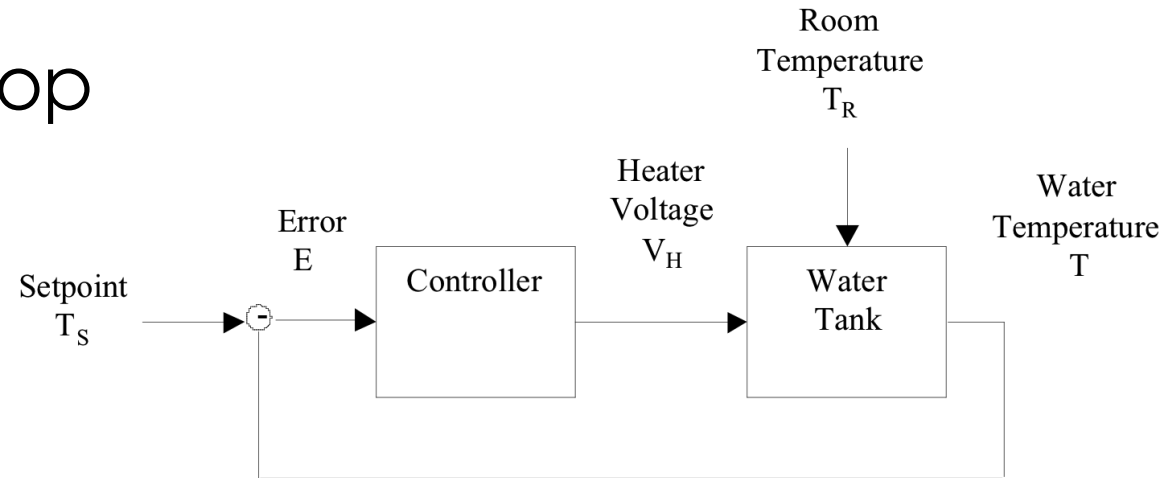 op
Room
Temperature
T_R
Heater
Voltage
V_H
Water
Temperature
T
Error
E
Setpoint
T_S
-
Controller
Water
Tank